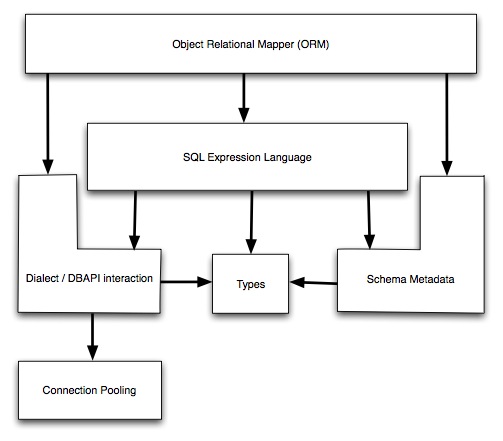 Object Relational Mapper (ORM)
SQL Expression Language
Dialect / DBAPI interaction
Types
Schema Metadata
Connection Pooling